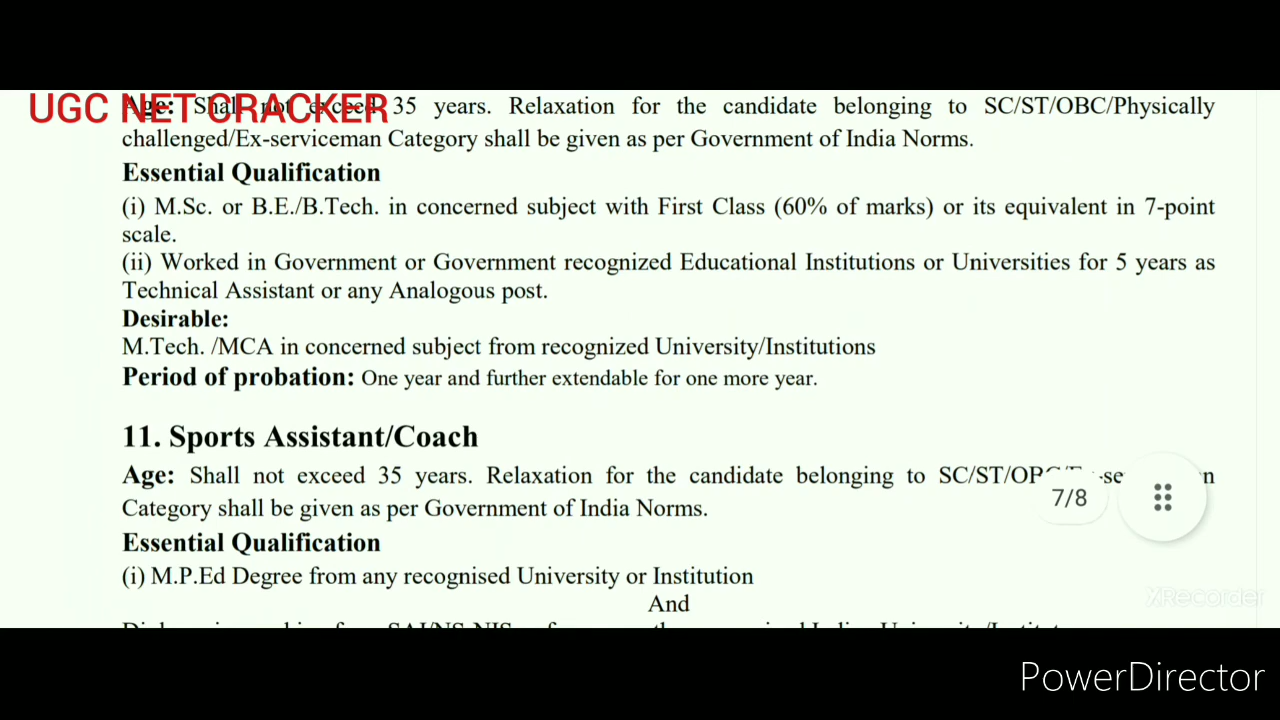 UGC NET CRACKER
Age: Shall not exceed 35 years. Relaxation for the candidate belonging to SC/ST/OBC/Physically
challenged/Ex-serviceman Category shall be given as per Government of India Norms.
Essential Qualification
(i) M.Sc. or B.E./B.Tech. in concerned subject with First Class (60% of marks) or its equivalent in 7-point
scale.
(ii) Worked in Government or Government recognized Educational Institutions or Universities for 5 years as
Technical Assistant or any Analogous post.
Desirable:
M.Tech. /MCA in concerned subject from recognized University/Institutions
Period of probation: One year and further extendable for one more year.
11. Sports Assistant/Coach
Age: Shall not exceed 35 years. Relaxation for the candidate belonging to
7/8
Category shall be given as per Government of India Norms.
Essential Qualification
(i) M.P.Ed Degree from any recognised University or Institution
XRecorder
And
PowerDirector